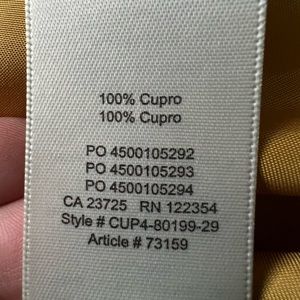 100% Cupro
100% Cupro
PO 4500105292
PO 4500105293
PO 4500105294
CA 23725 RN 122354
Style # CUP4-80199-29
Article # 73159